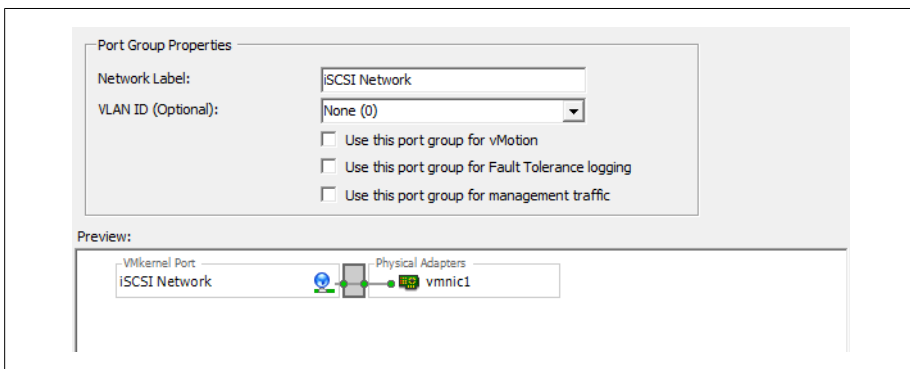 Port Group Properties
Network Label: iSCSI Network
VLAN ID (Optional): None (0)
Use this port group for vMotion
Use this port group for Fault Tolerance logging
Use this port group for management traffic
Preview:
VMkernel Port Physical Adapters
iSCSI Network vmnic1